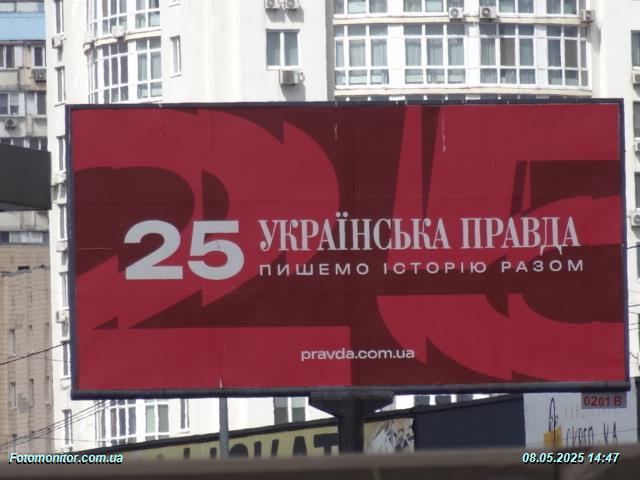 25 УКРАЇНСЬКА ПРАВДА
ПИШЕМО ІСТОРІЮ РАЗОМ
pravda.com.ua
0201 B
Fotomonitor.com.ua
08.05.2025 14:47